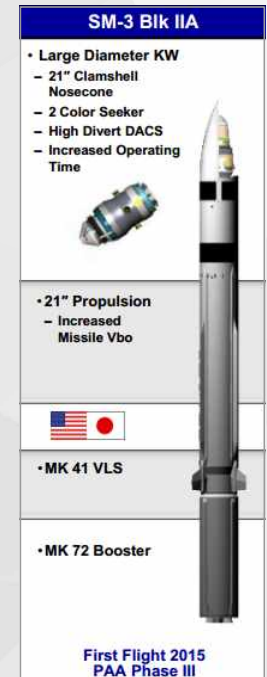 SM-3 Blk IIA
• Large Diameter KW
– 21" Clamshell
Nosecone
– 2 Color Seeker
– High Divert DACS
– Increased Operating
Time
• 21" Propulsion
– Increased
Missile Vbo
• MK 41 VLS
• MK 72 Booster
First Flight 2015
PAA Phase III